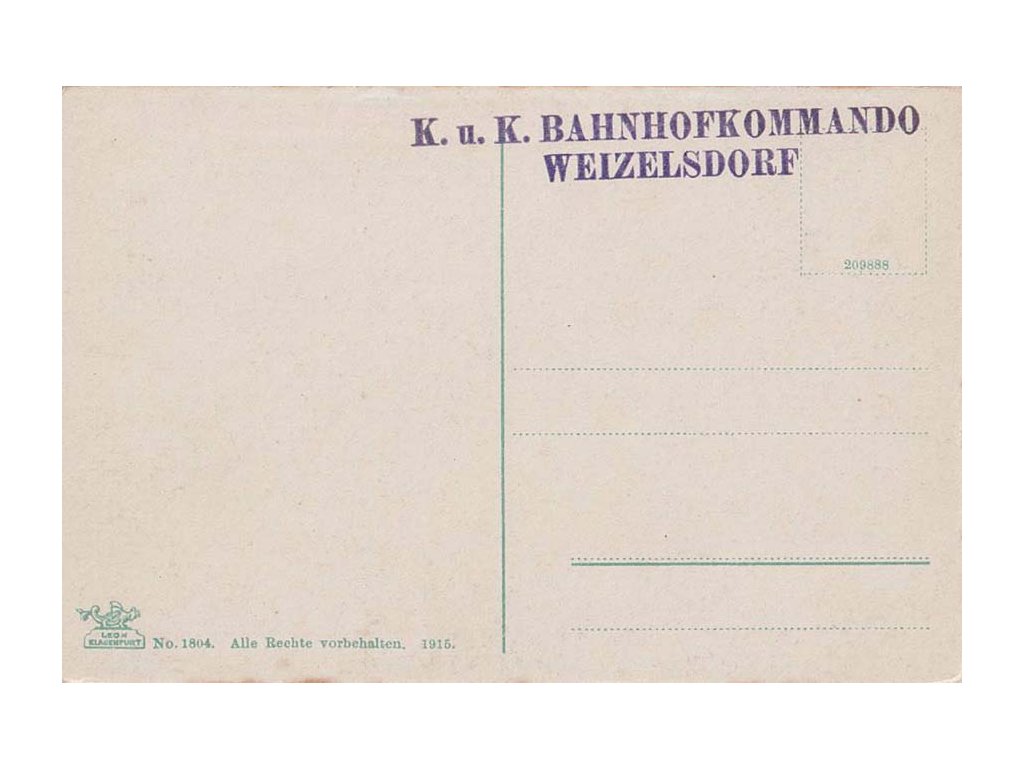 K. u. K. BAHNHOFKOMMANDO
WEIZELSDORF
209888
LEON
KLAGENFURT
No. 1804. Alle Rechte vorbehalten. 1915.